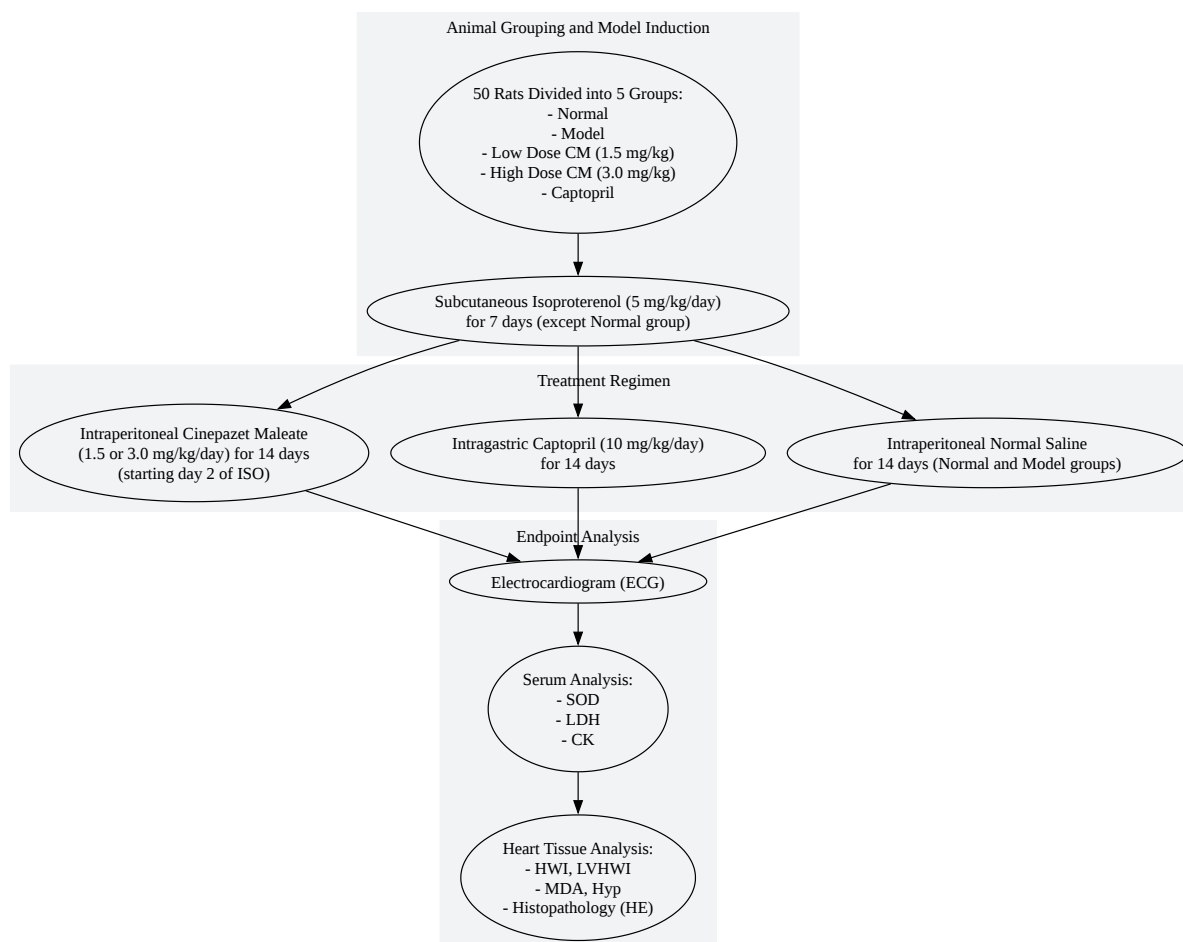 Animal Grouping and Model Induction
50 Rats Divided into 5 Groups:
- Normal
- Model
- Low Dose CM (1.5 mg/kg)
- High Dose CM (3.0 mg/kg)
- Captopril
Subcutaneous Isoproterenol (5 mg/kg/day)
for 7 days (except Normal group)
Treatment Regimen
Intraperitoneal Cinepazet Maleate
(1.5 or 3.0 mg/kg/day) for 14 days
(starting day 2 of ISO)
Intragastric Captopril (10 mg/kg/day)
for 14 days
Intraperitoneal Normal Saline
for 14 days (Normal and Model groups)
Endpoint Analysis
Electrocardiogram (ECG)
Serum Analysis:
- SOD
- LDH
- CK
Heart Tissue Analysis:
- HWI, LVHWI
- MDA, Hyp
- Histopathology (HE)